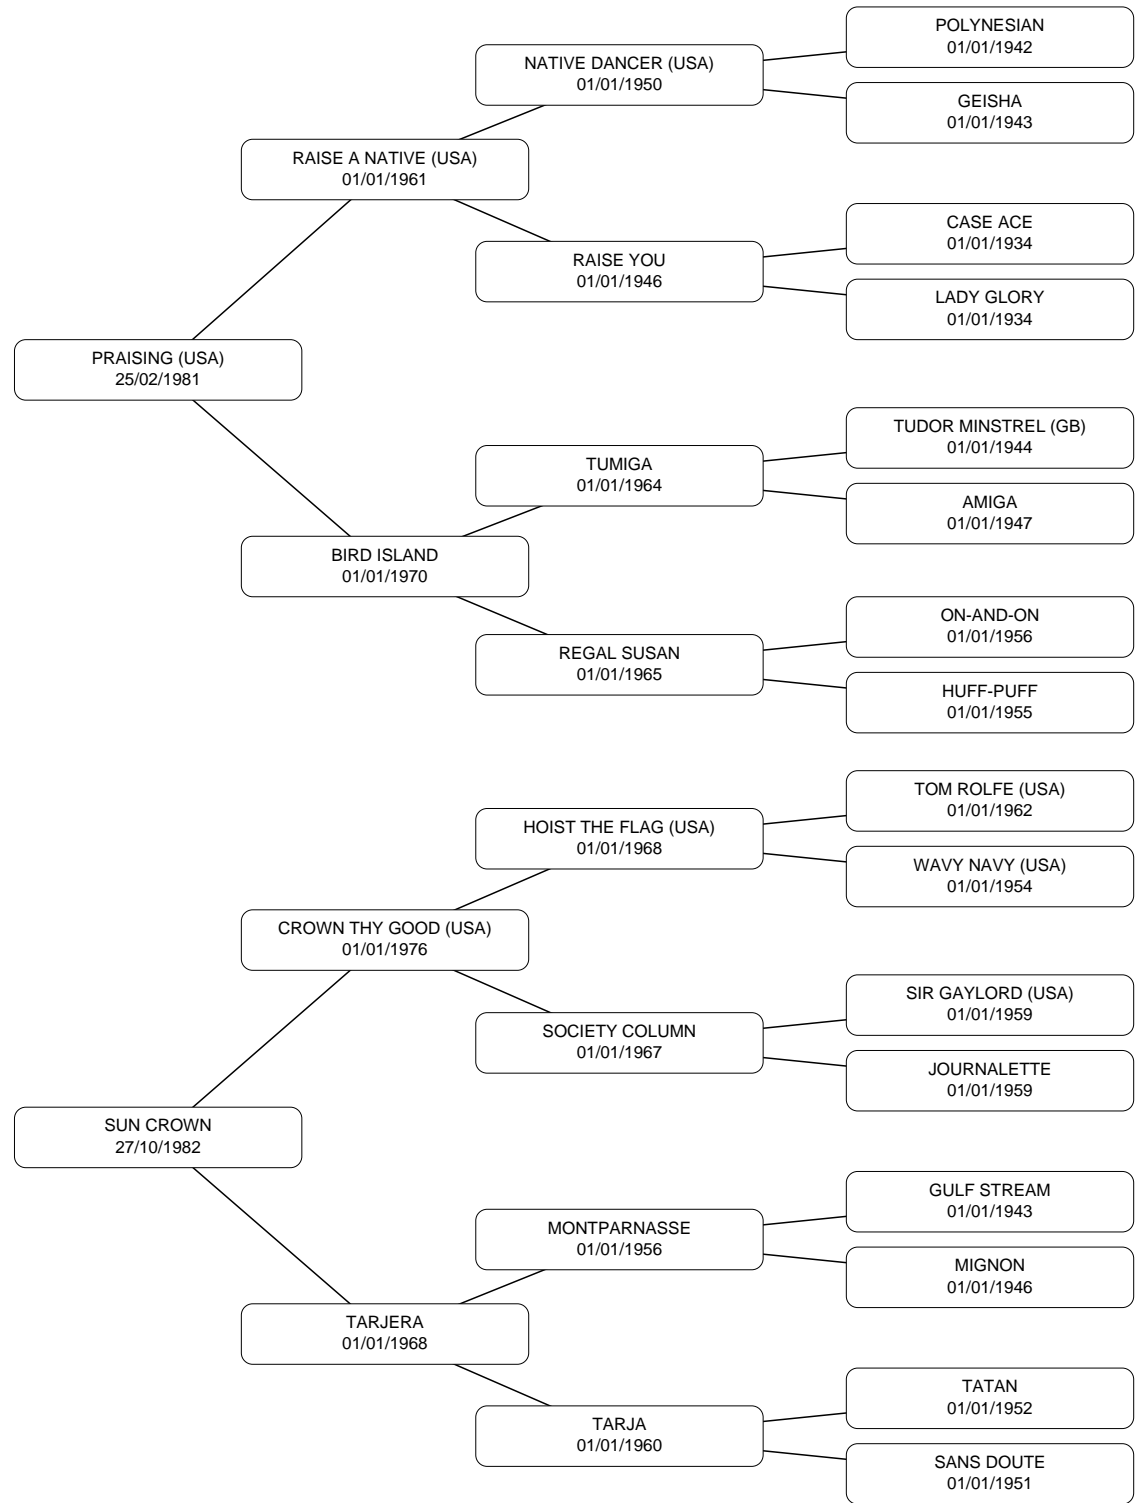 POLYNESIAN
01/01/1942
NATIVE DANCER (USA)
01/01/1950
GEISHA
01/01/1943
RAISE A NATIVE (USA)
01/01/1961
CASE ACE
01/01/1934
RAISE YOU
01/01/1946
LADY GLORY
01/01/1934
PRAISING (USA)
25/02/1981
TUDOR MINSTREL (GB)
01/01/1944
TUMIGA
01/01/1964
AMIGA
01/01/1947
BIRD ISLAND
01/01/1970
ON-AND-ON
01/01/1956
REGAL SUSAN
01/01/1965
HUFF-PUFF
01/01/1955
TOM ROLFE (USA)
01/01/1962
HOIST THE FLAG (USA)
01/01/1968
WAVY NAVY (USA)
01/01/1954
CROWN THY GOOD (USA)
01/01/1976
SIR GAYLORD (USA)
01/01/1959
SOCIETY COLUMN
01/01/1967
JOURNALETTE
01/01/1959
SUN CROWN
27/10/1982
GULF STREAM
01/01/1943
MONTPARNASSE
01/01/1956
MIGNON
01/01/1946
TARJERA
01/01/1968
TATAN
01/01/1952
TARJA
01/01/1960
SANS DOUTE
01/01/1951